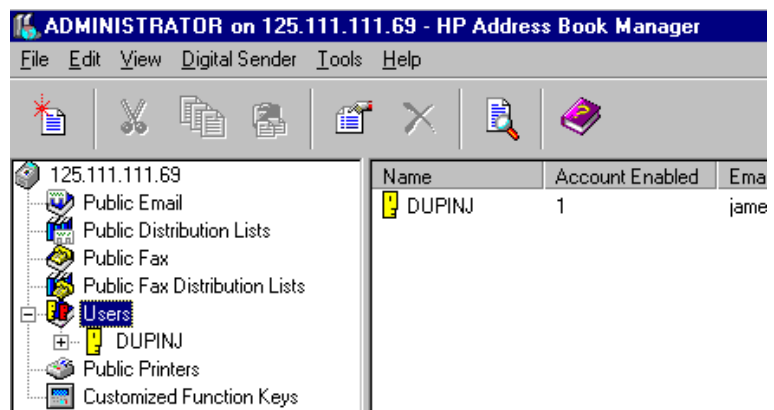 ADMINISTRATOR on 125.111.111.69 - HP Address Book Manager
File Edit View Digital Sender Tools Help
125.111.111.69
Public Email
Public Distribution Lists
Public Fax
Public Fax Distribution Lists
Users
DUPINJ
Public Printers
Customized Function Keys
Name Account Enabled Emai
DUPINJ 1 jame